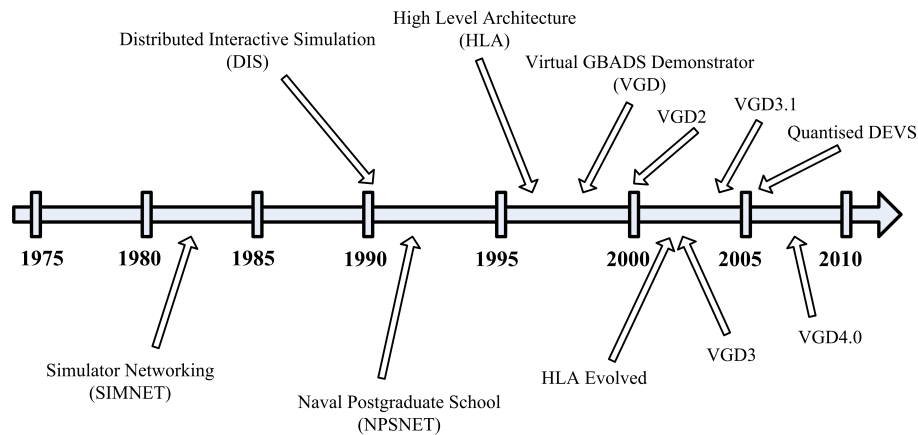 High Level Architecture
(HLA)
Distributed Interactive Simulation
(DIS)
Virtual GBADS Demonstrator
(VGD)
VGD2
VGD3.1
Quantised DEVS
1975
1980
1985
1990
1995
2000
2005
2010
Simulator Networking
(SIMNET)
Naval Postgraduate School
(NPSNET)
HLA Evolved
VGD3
VGD4.0